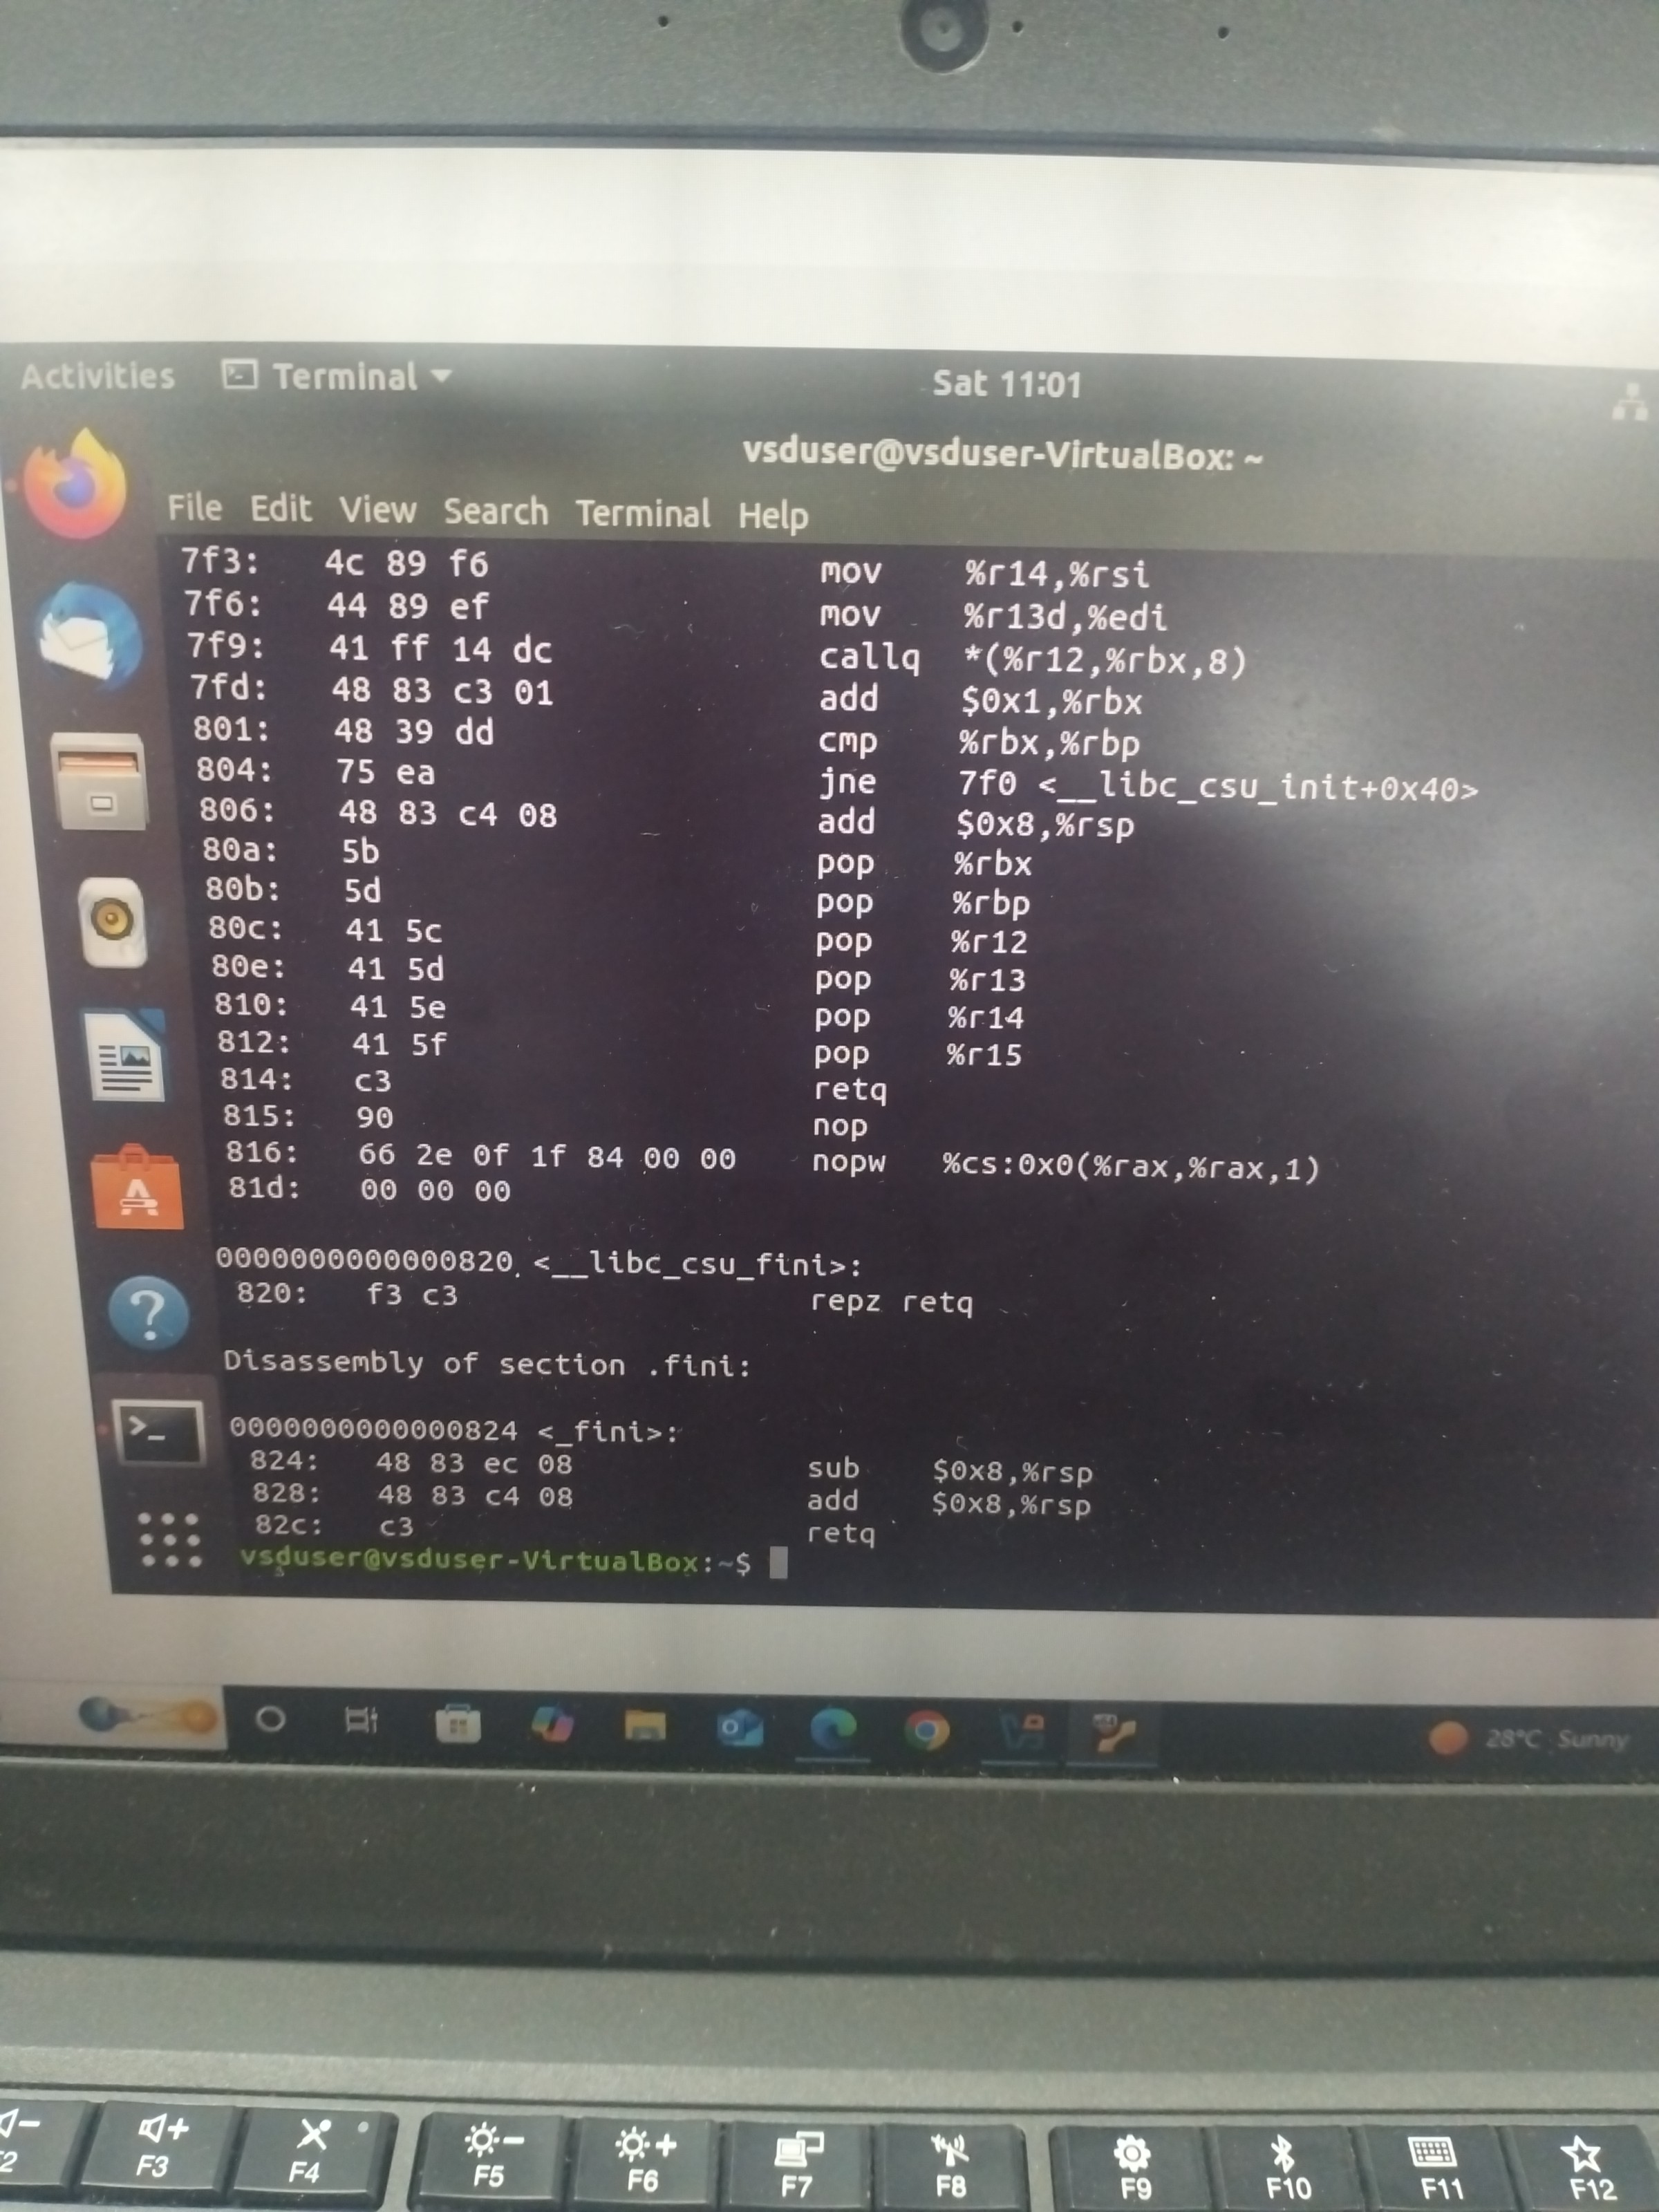 Activities Terminal Sat 11:01
vsduser@vsduser-VirtualBox: ~
File Edit View Search Terminal Help
7f3: 4c 89 f6 mov %r14,%rsi
7f6: 44 89 ef mov %r13d,%edi
7f9: 41 ff 14 dc callq *(%r12,%rbx,8)
7fd: 48 83 c3 01 add $0x1,%rbx
801: 48 39 dd cmp %rbx,%rbp
804: 75 ea jne 7f0 <__libc_csu_init+0x40>
806: 48 83 c4 08 add $0x8,%rsp
80a: 5b pop %rbx
80b: 5d pop %rbp
80c: 41 5c pop %r12
80e: 41 5d pop %r13
810: 41 5e pop %r14
812: 41 5f pop %r15
814: c3 retq
815: 90 nop
816: 66 2e 0f 1f 84 00 00 nopw %cs:0x0(%rax,%rax,1)
81d: 00 00 00
0000000000000820 <__libc_csu_fini>:
820: f3 c3 repz retq
Disassembly of section .fini:
0000000000000824 <_fini>:
824: 48 83 ec 08 sub $0x8,%rsp
828: 48 83 c4 08 add $0x8,%rsp
82c: c3 retq
vsduser@vsduser-VirtualBox:~$
28°C Sunny
F3 F4 F5 F6 F7 F8 F9 F10 F11 F12